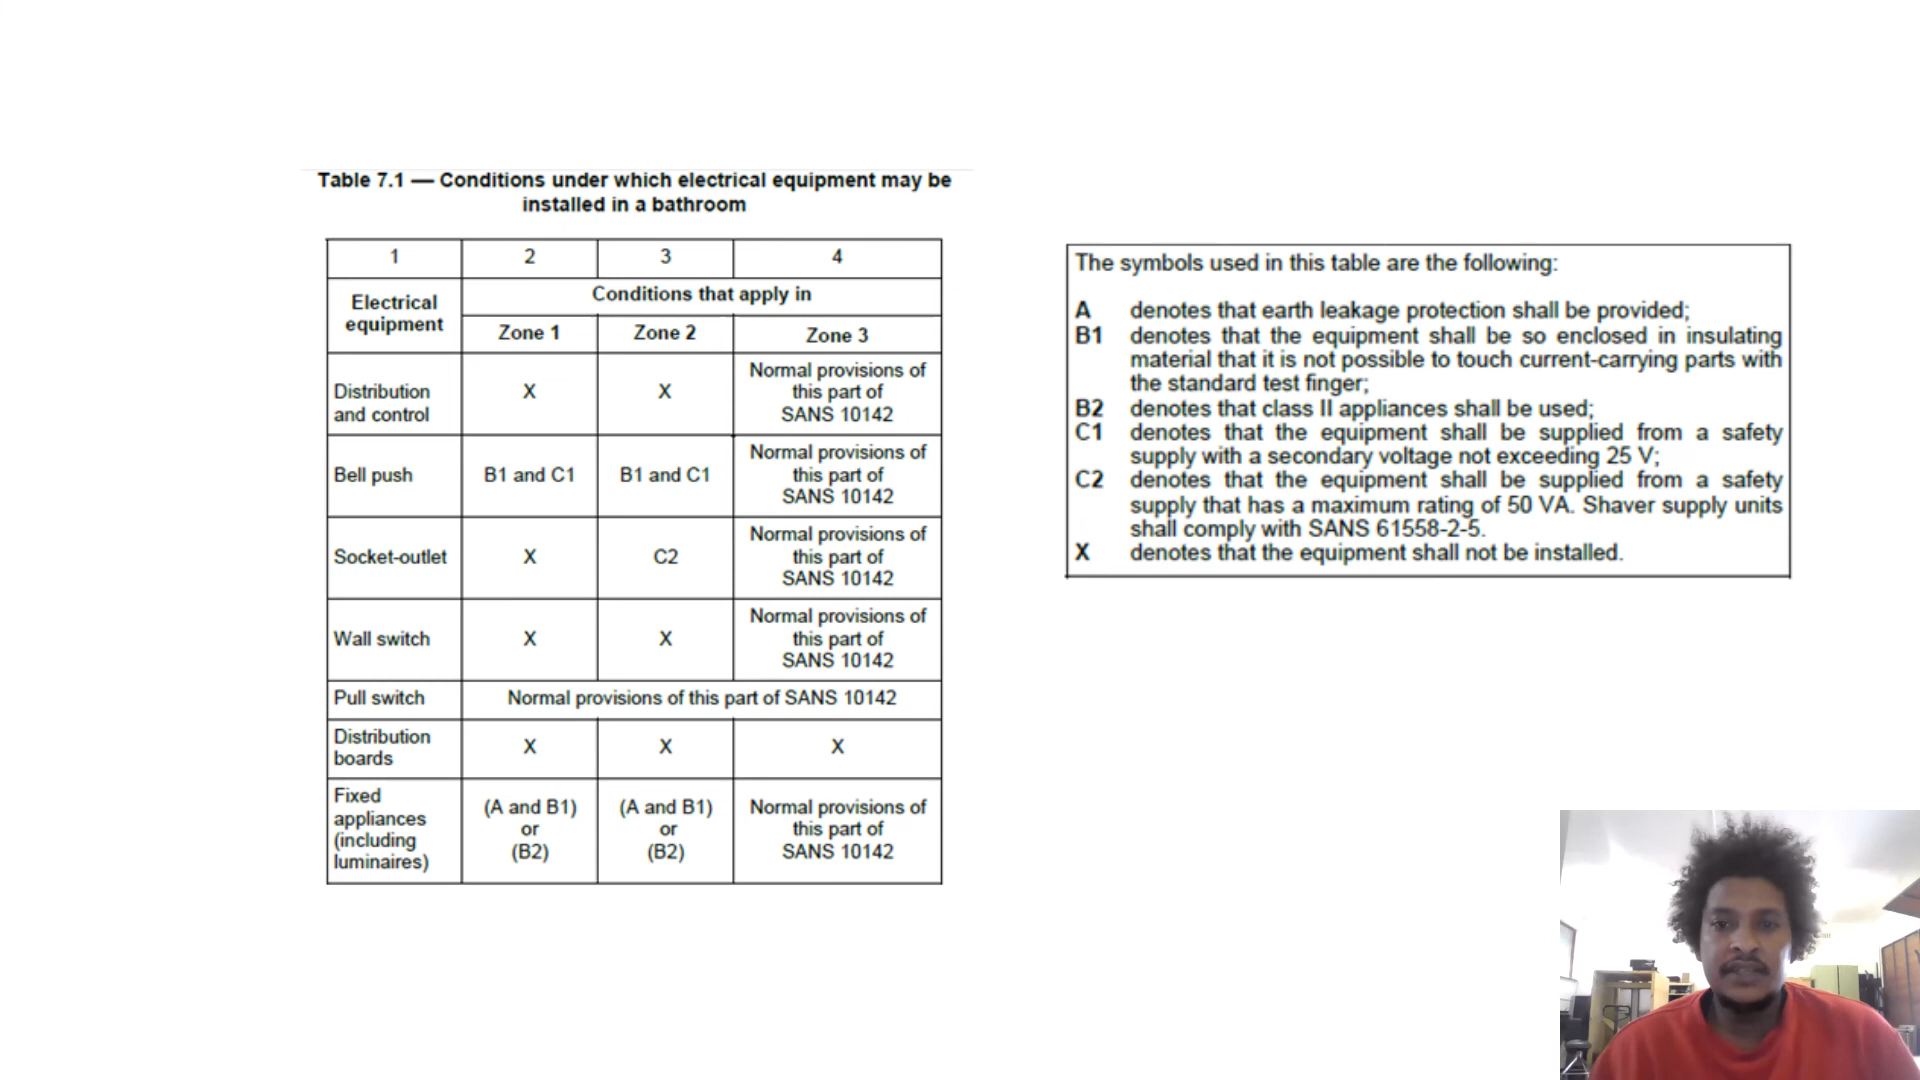 Table 7.1 — Conditions under which electrical equipment may be
installed in a bathroom
1 2 3 4
Electrical
equipment
Conditions that apply in
Zone 1 Zone 2 Zone 3
Distribution
and control
X
X
Normal provisions of
this part of
SANS 10142
Bell push
B1 and C1
B1 and C1
Normal provisions of
this part of
SANS 10142
Socket-outlet
X
C2
Normal provisions of
this part of
SANS 10142
Wall switch
X
X
Normal provisions of
this part of
SANS 10142
Pull switch
Normal provisions of this part of SANS 10142
Distribution
boards
X
X
X
Fixed
appliances
(including
luminaires)
(A and B1)
or
(B2)
(A and B1)
or
(B2)
Normal provisions of
this part of
SANS 10142
The symbols used in this table are the following:
A denotes that earth leakage protection shall be provided;
B1 denotes that the equipment shall be so enclosed in insulating
material that it is not possible to touch current-carrying parts with
the standard test finger;
B2 denotes that class II appliances shall be used;
C1 denotes that the equipment shall be supplied from a safety
supply with a secondary voltage not exceeding 25 V;
C2 denotes that the equipment shall be supplied from a safety
supply that has a maximum rating of 50 VA. Shaver supply units
shall comply with SANS 61558-2-5.
X denotes that the equipment shall not be installed.